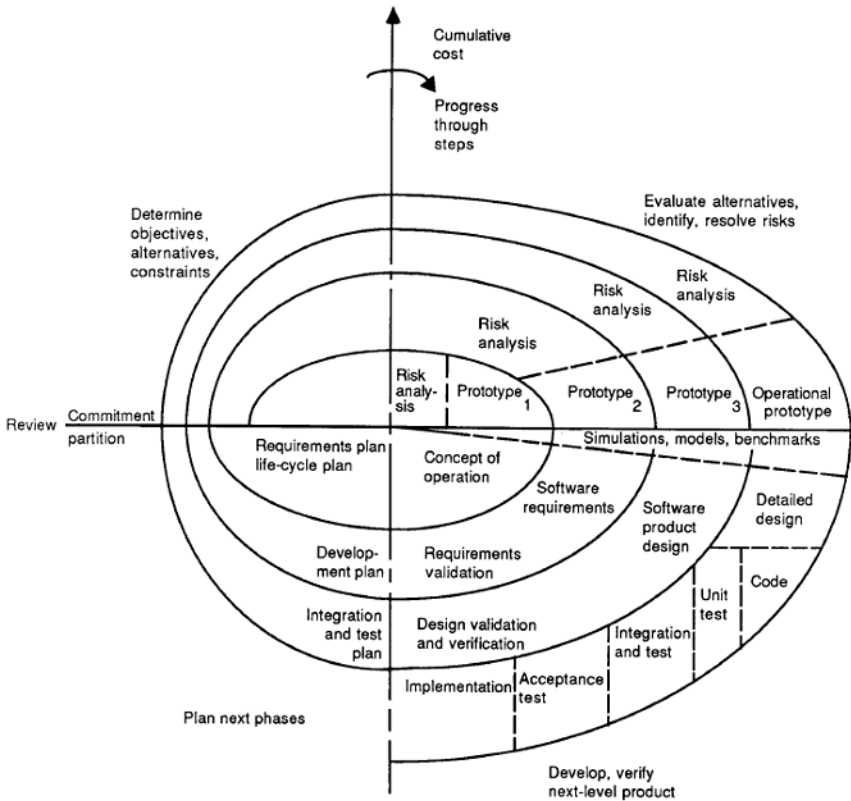 Cumulative
cost
Progress
through
steps
Evaluate alternatives,
identify, resolve risks
Determine
objectives,
alternatives,
constraints
Risk
analysis
Risk
analysis
Risk
analysis
Risk
analy-
sis
Prototype
1
Prototype
2
Prototype
3
Operational
prototype
Review
Commitment
partition
Simulations, models, benchmarks
Requirements plan
life-cycle plan
Concept of
operation
Software
requirements
Software
product
design
Detailed
design
Develop-
ment plan
Requirements
validation
Unit
test
Code
Integration
and test
plan
Design validation
and verification
Integration
and test
Implementation
Acceptance
test
Plan next phases
Develop, verify
next-level product